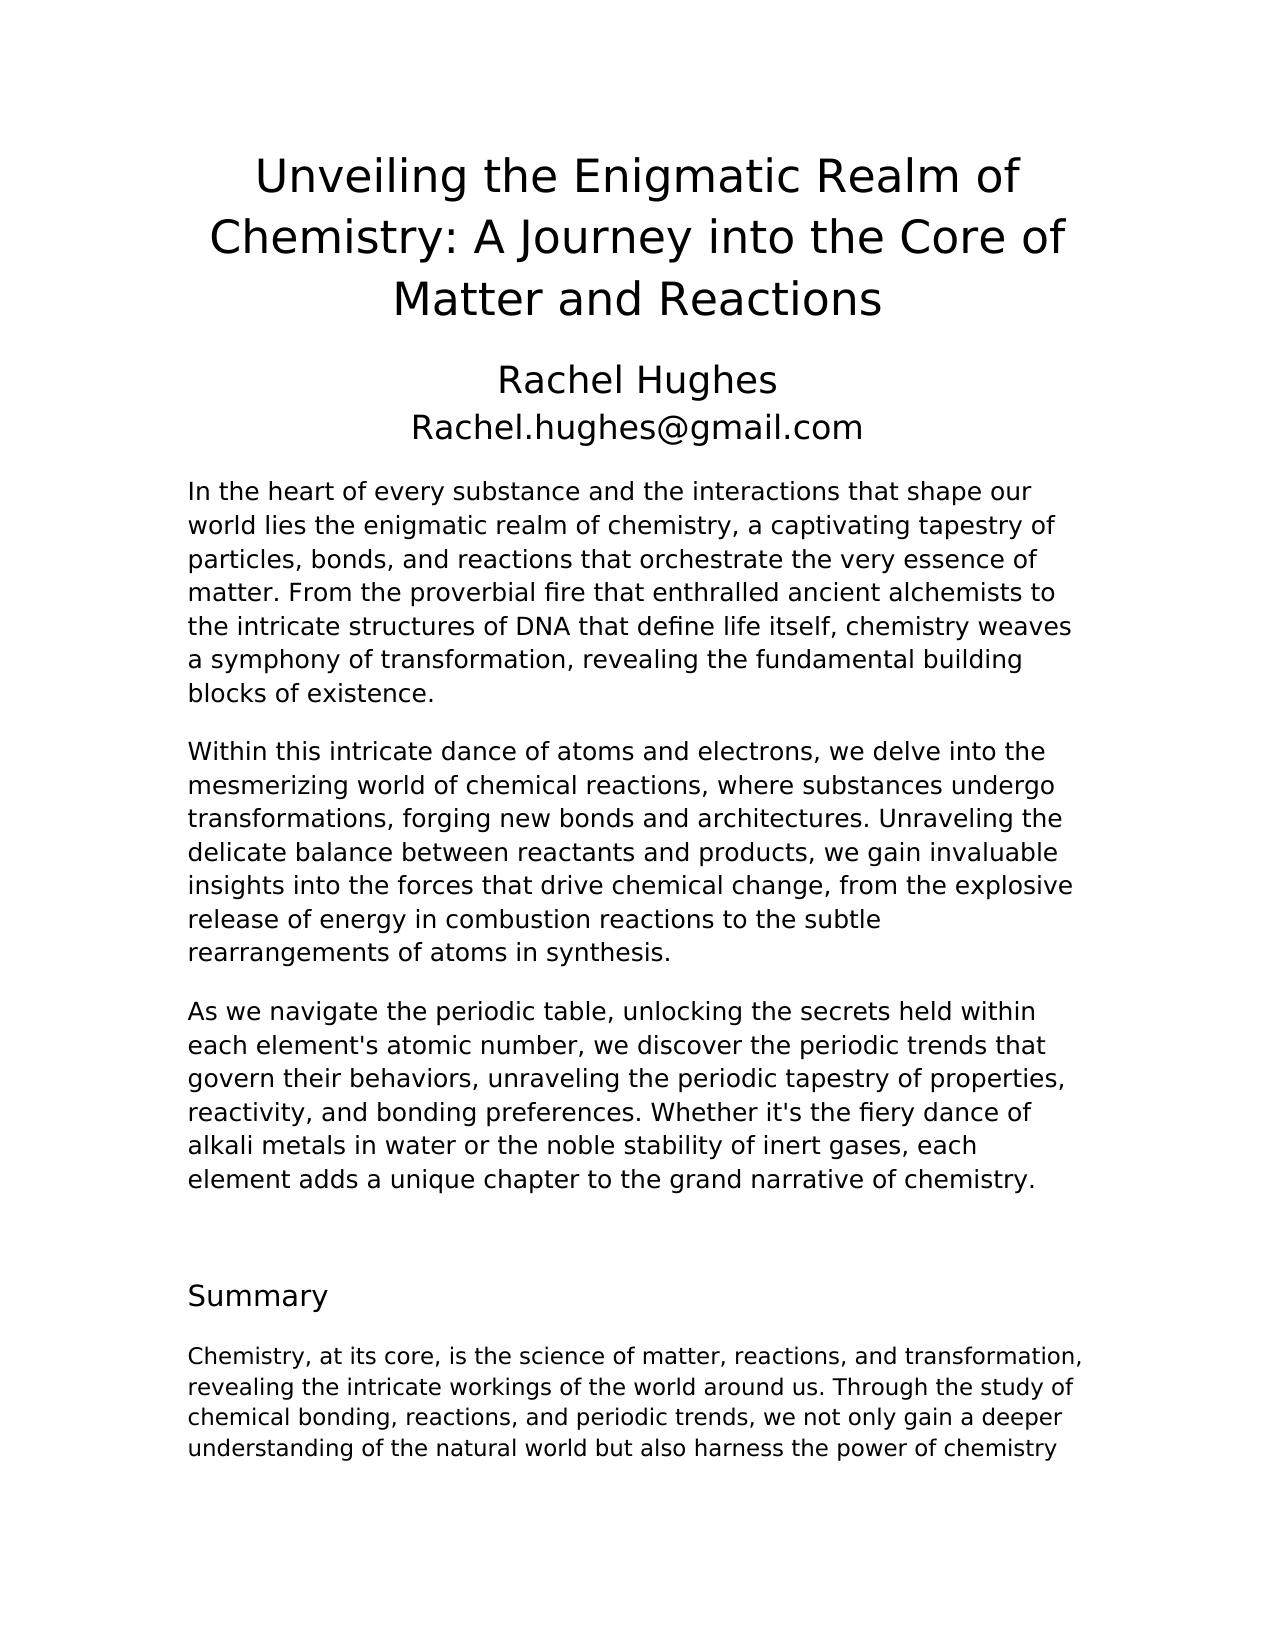 Unveiling the Enigmatic Realm of
Chemistry: A Journey into the Core of
Matter and Reactions
Rachel Hughes
Rachel.hughes@gmail.com
In the heart of every substance and the interactions that shape our
world lies the enigmatic realm of chemistry, a captivating tapestry of
particles, bonds, and reactions that orchestrate the very essence of
matter. From the proverbial fire that enthralled ancient alchemists to
the intricate structures of DNA that define life itself, chemistry weaves
a symphony of transformation, revealing the fundamental building
blocks of existence.
Within this intricate dance of atoms and electrons, we delve into the
mesmerizing world of chemical reactions, where substances undergo
transformations, forging new bonds and architectures. Unraveling the
delicate balance between reactants and products, we gain invaluable
insights into the forces that drive chemical change, from the explosive
release of energy in combustion reactions to the subtle
rearrangements of atoms in synthesis.
As we navigate the periodic table, unlocking the secrets held within
each element's atomic number, we discover the periodic trends that
govern their behaviors, unraveling the periodic tapestry of properties,
reactivity, and bonding preferences. Whether it's the fiery dance of
alkali metals in water or the noble stability of inert gases, each
element adds a unique chapter to the grand narrative of chemistry.
Summary
Chemistry, at its core, is the science of matter, reactions, and transformation,
revealing the intricate workings of the world around us. Through the study of
chemical bonding, reactions, and periodic trends, we not only gain a deeper
understanding of the natural world but also harness the power of chemistry